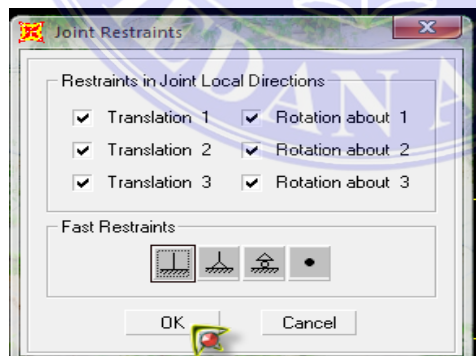 Joint Restraints
Restraints in Joint Local Directions
Translation 1 Rotation about 1
Translation 2 Rotation about 2
Translation 3 Rotation about 3
Fast Restraints
OK Cancel